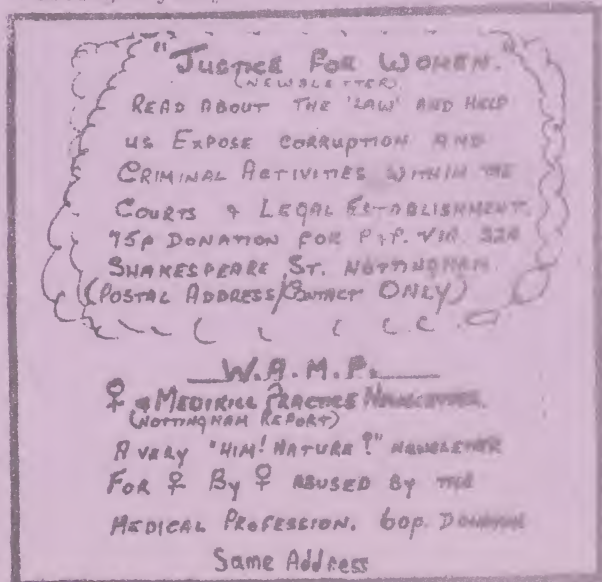 "JUSTICE FOR WOMEN."
(NEWSLETTER)
READ ABOUT THE 'LAW' AND HELP
US EXPOSE CORRUPTION AND
CRIMINAL ACTIVITIES WITHIN THE
COURTS & LEGAL ESTABLISHMENT.
75p DONATION FOR P&P. VIA 32A
SHAKESPEARE ST. NOTTINGHAM
(POSTAL ADDRESS/CONTACT ONLY)
W.A.M.P.
♀ & MEDIKILL PRACTICE NEWSLETTER.
(NOTTINGHAM REPORT)
A VERY "HIM! NATURE?" NEWSLETTER
FOR ♀ BY ♀ ABUSED BY THE
MEDICAL PROFESSION. 60p. DONATION
Same Address